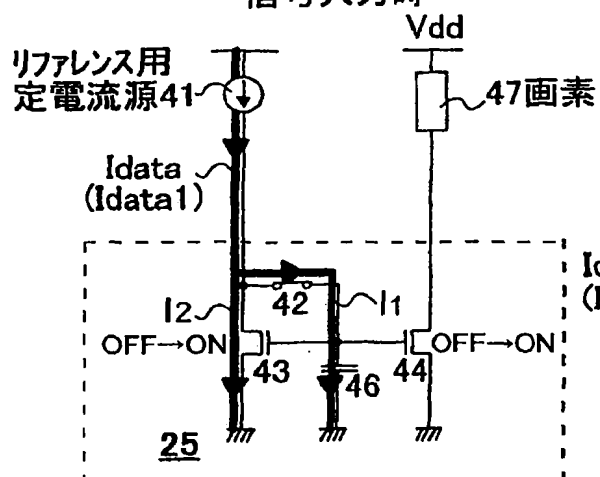 Vdd
リファレンス用
定電流源41
47画素
Idata
(Idata1)
I2
42
I1
OFF→ON
43
46
44
OFF→ON
25